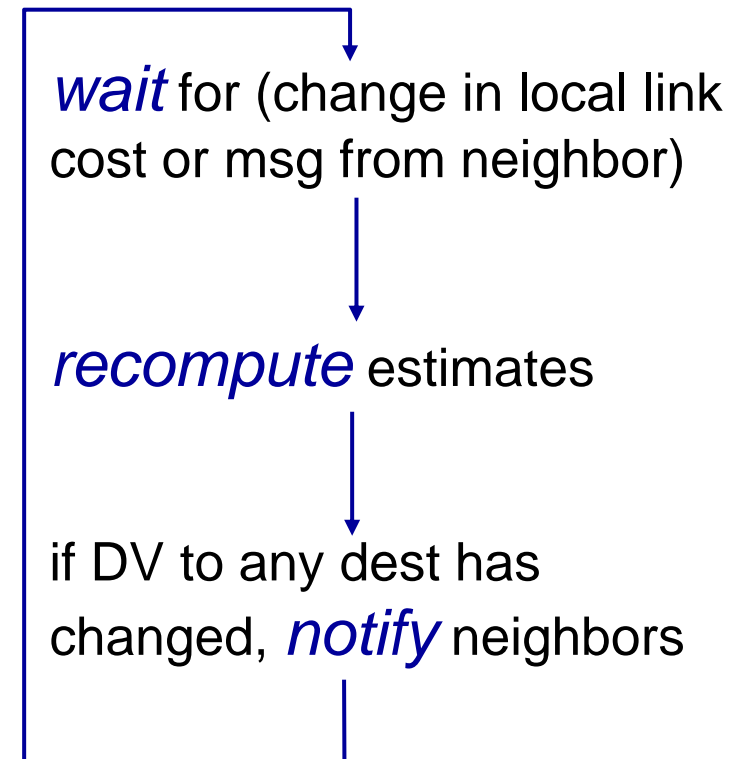 wait for (change in local link
cost or msg from neighbor)
recompute estimates
if DV to any dest has
changed, notify neighbors